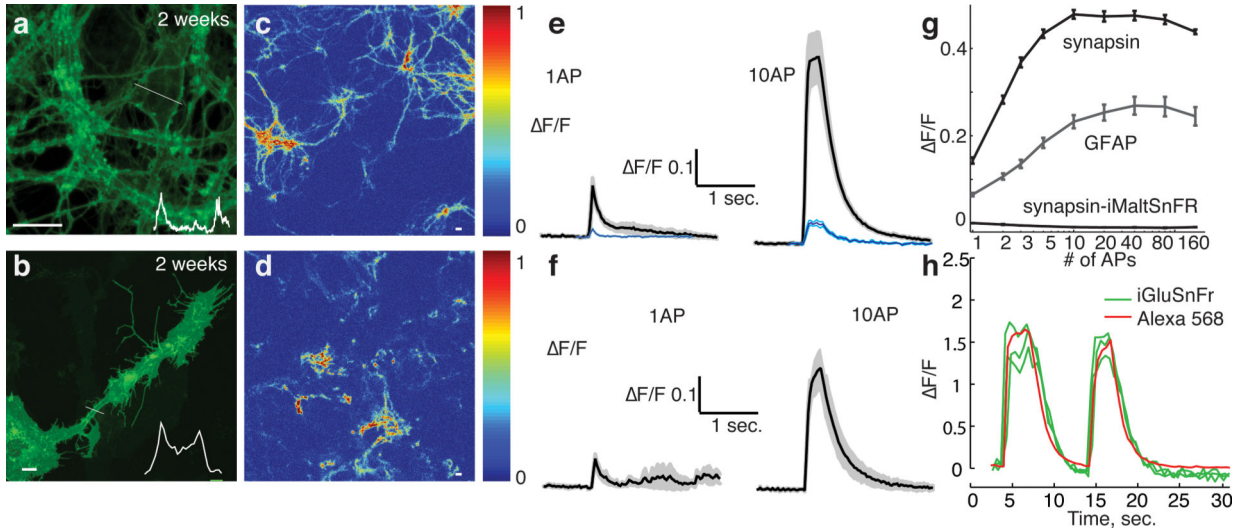 a
2 weeks
c
1
0
e
1AP
ΔF/F
ΔF/F 0.1
1 sec.
10AP
g
0.4
0.2
0
ΔF/F
synapsin
GFAP
synapsin-iMaltSnFR
1 2 3 5 10 20 40 80 160
# of APs
b
2 weeks
d
1
0
f
1AP
ΔF/F
ΔF/F 0.1
1 sec.
10AP
h
2.5
2
1.5
1
0.5
0
ΔF/F
iGluSnFr
Alexa 568
0 5 10 15 20 25 30
Time, sec.